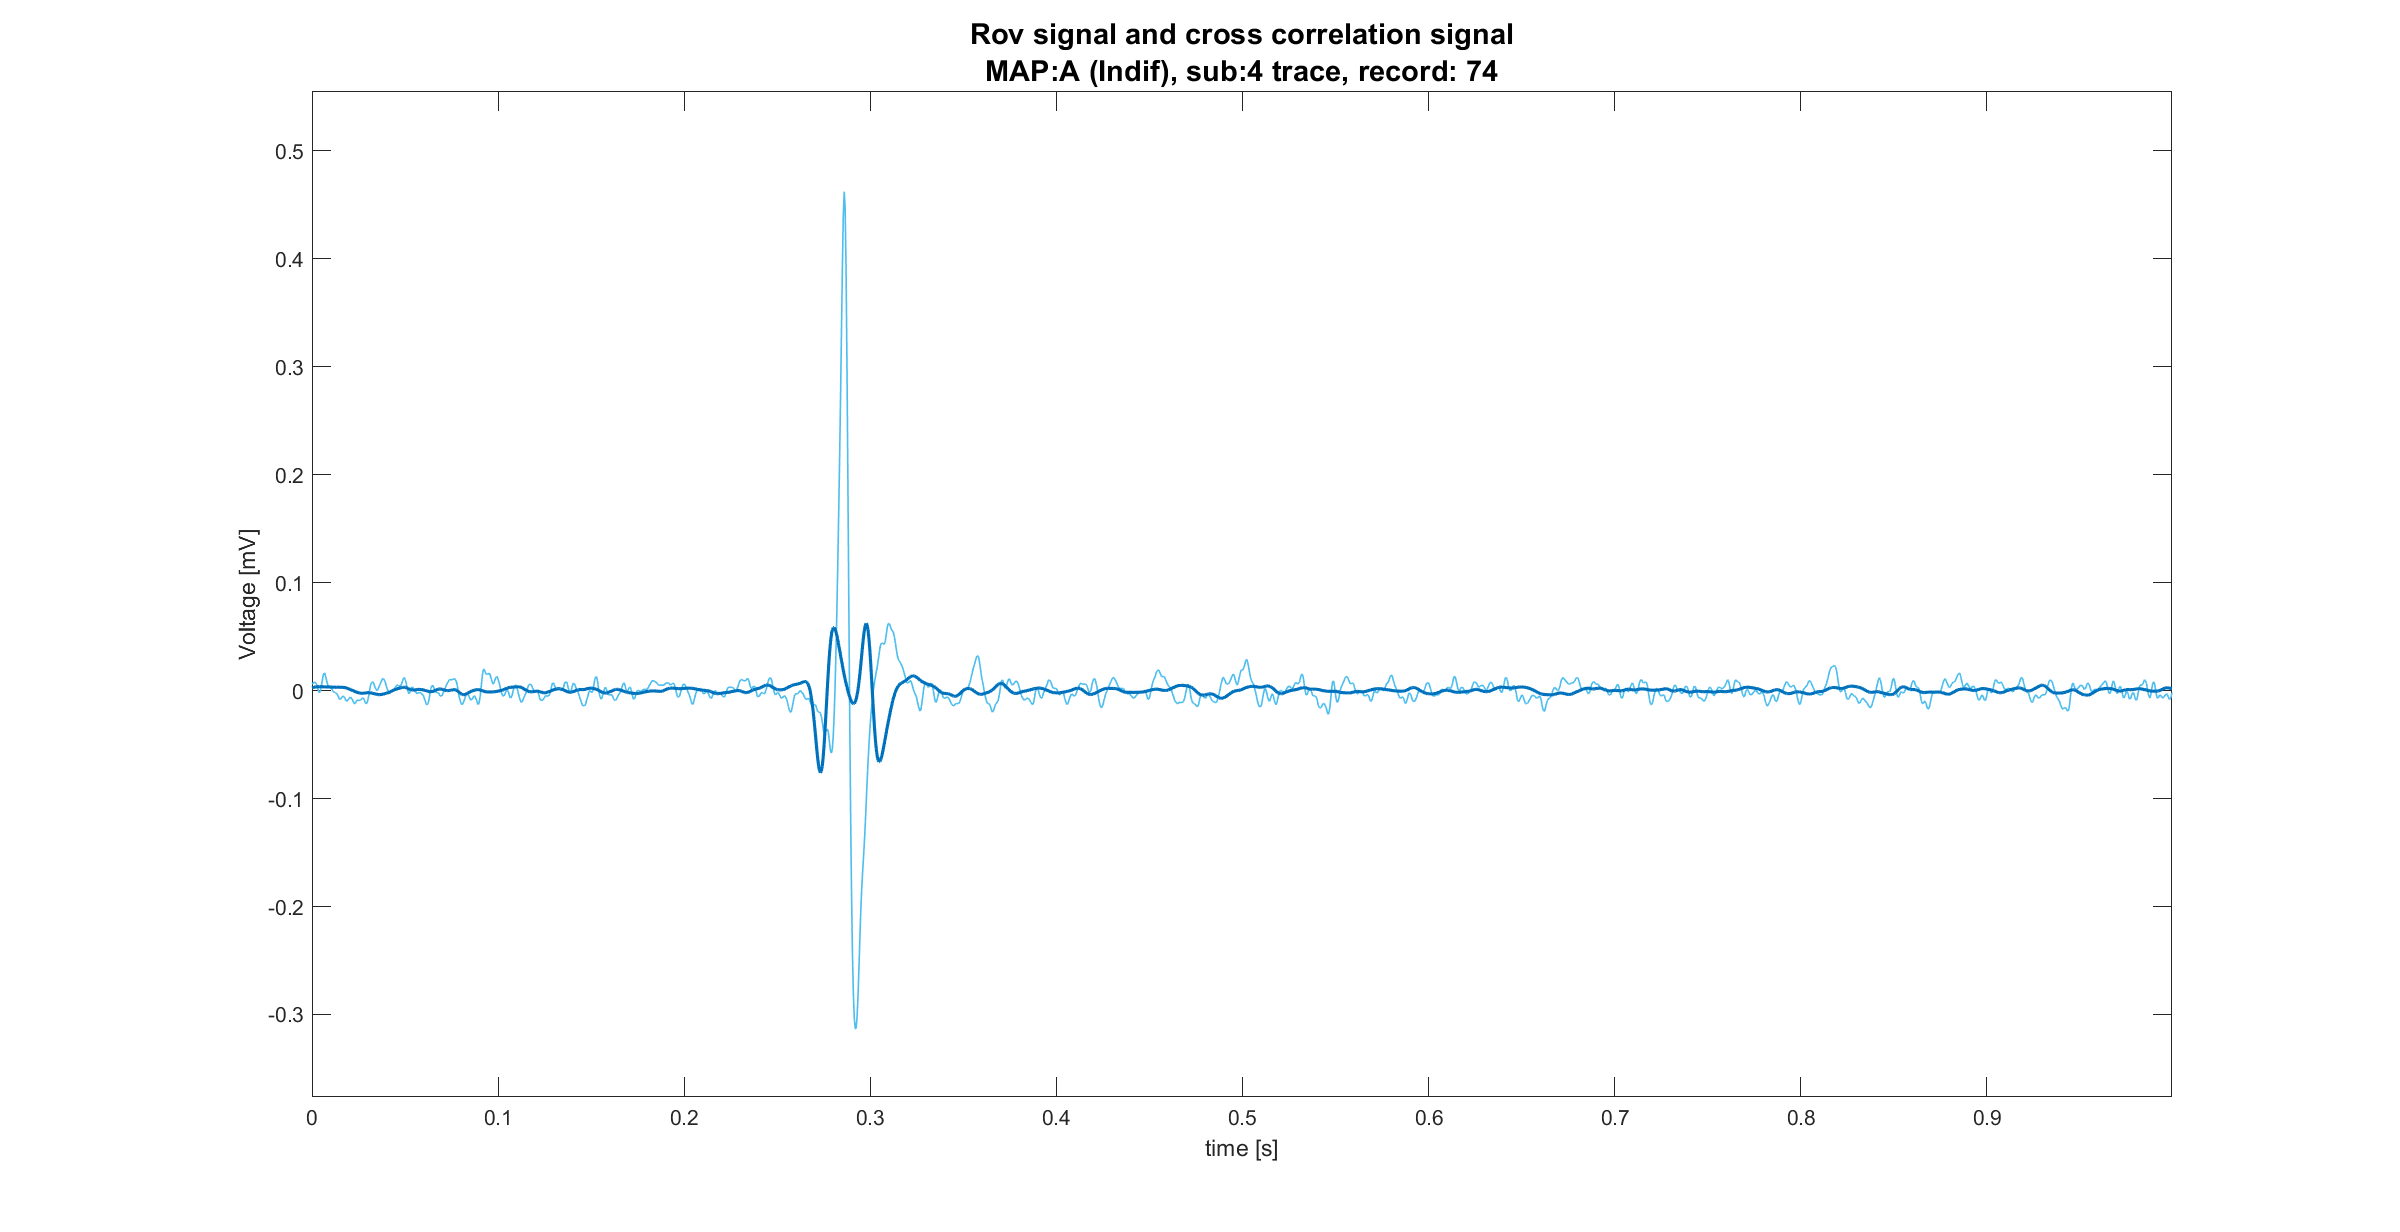 Rov signal and cross correlation signal
MAP:A (Indif), sub:4 trace, record: 74
0.5
0.4
0.3
0.2
0.1
0
-0.1
-0.2
-0.3
Voltage [mV]
0 0.1 0.2 0.3 0.4 0.5 0.6 0.7 0.8 0.9
time [s]